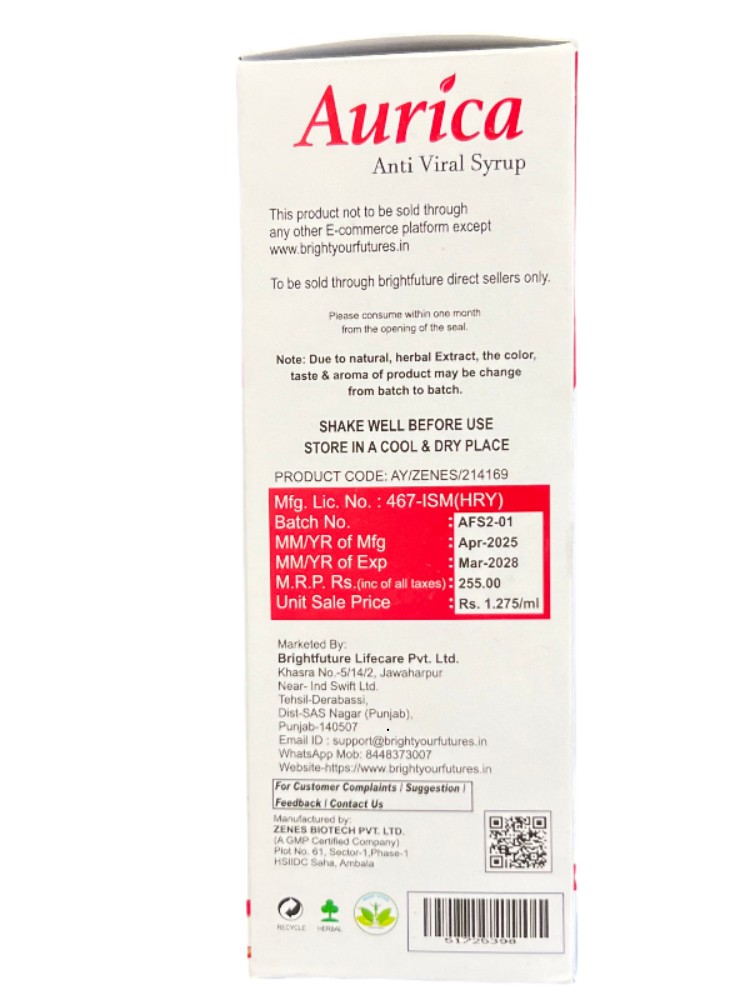 Aurica
Anti Viral Syrup
This product not to be sold through
any other E-commerce platform except
www.brightyourfutures.in
To be sold through brightfuture direct sellers only.
Please consume within one month
from the opening of the seal.
Note: Due to natural, herbal Extract, the color,
taste & aroma of product may be change
from batch to batch.
SHAKE WELL BEFORE USE
STORE IN A COOL & DRY PLACE
PRODUCT CODE: AY/ZENES/214169
Mfg. Lic. No. : 467-ISM(HRY)
Batch No. : AFS2-01
MM/YR of Mfg : Apr-2025
MM/YR of Exp : Mar-2028
M.R.P. Rs.(inc of all taxes) : 255.00
Unit Sale Price : Rs. 1.275/ml
Marketed By:
Brightfuture Lifecare Pvt. Ltd.
Khasra No.-5/14/2, Jawaharpur
Near- Ind Swift Ltd.
Tehsil-Derabassi,
Dist-SAS Nagar (Punjab),
Punjab-140507
Email ID : support@brightyourfutures.in
WhatsApp Mob: 8448373007
Website-https://www.brightyourfutures.in
For Customer Complaints / Suggestion /
Feedback / Contact Us
Manufactured by:
ZENES BIOTECH PVT. LTD.
(A GMP Certified Company)
Plot No. 61, Sector-1,Phase-1
HSIIDC Saha, Ambala
RECYCLE
HERBAL
51726398